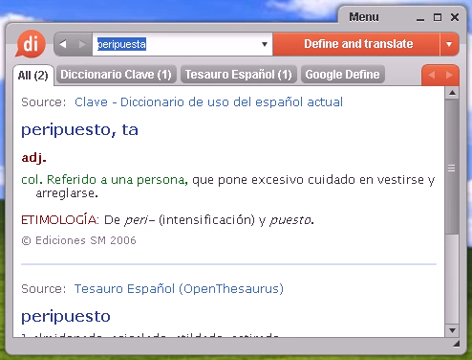 Menu
di
peripuesta
Define and translate
All (2)
Diccionario Clave (1)
Tesauro Español (1)
Google Define
Source: Clave - Diccionario de uso del español actual
peripuesto, ta
adj.
col. Referido a una persona, que pone excesivo cuidado en vestirse y
arreglarse.
ETIMOLOGÍA: De peri– (intensificación) y puesto.
© Ediciones SM 2006
Source: Tesauro Español (OpenThesaurus)
peripuesto